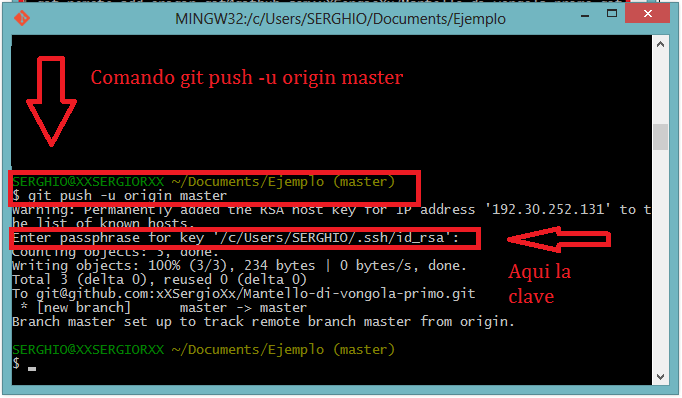 MINGW32:/c/Users/SERGHIO/Documents/Ejemplo
Comando git push -u origin master
SERGHIO@XXSERGIORXX ~/Documents/Ejemplo (master)
$ git push -u origin master
Warning: Permanently added the RSA host key for IP address '192.30.252.131' to t
he list of known hosts.
Enter passphrase for key '/c/Users/SERGHIO/.ssh/id_rsa':
Counting objects: 3, done.
Writing objects: 100% (3/3), 234 bytes | 0 bytes/s, done.
Total 3 (delta 0), reused 0 (delta 0)
To git@github.com:xXSergioXx/Mantello-di-vongola-primo.git
* [new branch] master -> master
Branch master set up to track remote branch master from origin.
Aqui la
clave
SERGHIO@XXSERGIORXX ~/Documents/Ejemplo (master)
$